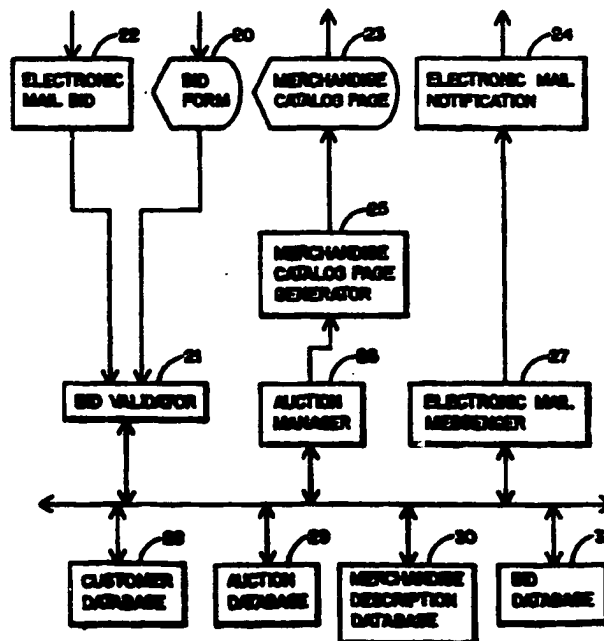 22
20
23
24
ELECTRONIC
MAIL BID
BID
FORM
MERCHANDISE
CATALOG PAGE
ELECTRONIC MAIL
NOTIFICATION
25
MERCHANDISE
CATALOG PAGE
GENERATOR
21
26
27
BID VALIDATOR
AUCTION
MANAGER
ELECTRONIC MAIL
MESSENGER
28
29
30
CUSTOMER
DATABASE
AUCTION
DATABASE
MERCHANDISE
DESCRIPTION
DATABASE
BID
DATABASE